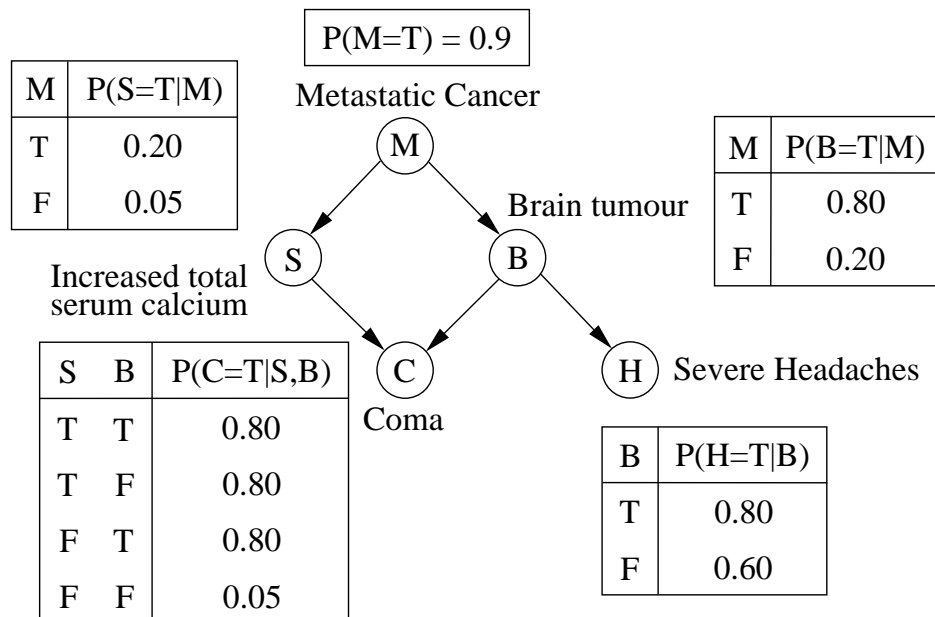 P(M=T) = 0.9
Metastatic Cancer
M P(S=T|M)
T 0.20
F 0.05
M
M P(B=T|M)
T 0.80
F 0.20
Brain tumour
S
B
Increased total
serum calcium
S B P(C=T|S,B)
T T 0.80
T F 0.80
F T 0.80
F F 0.05
C
Coma
H
Severe Headaches
B P(H=T|B)
T 0.80
F 0.60